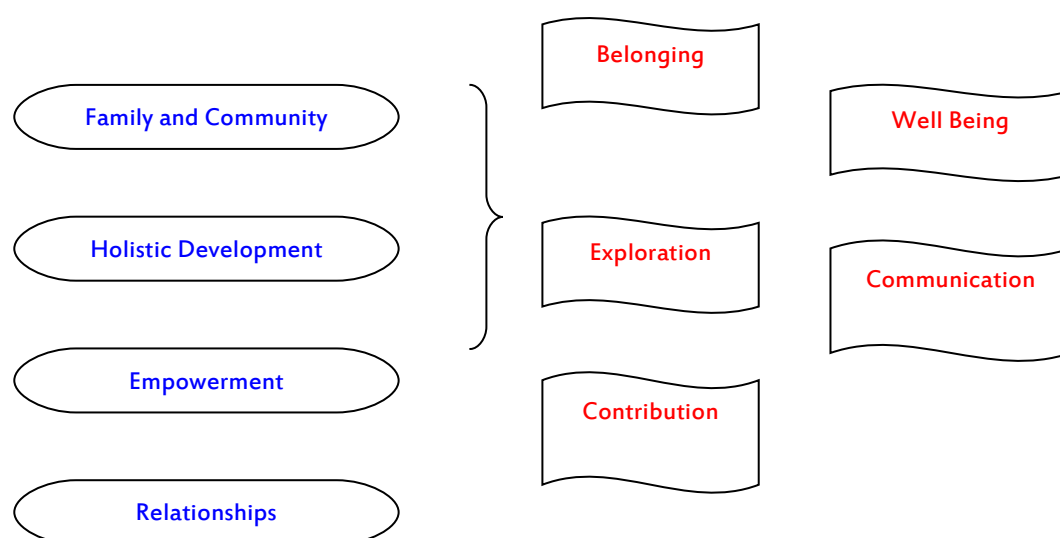 Family and Community
Holistic Development
Empowerment
Relationships
Belonging
Exploration
Contribution
Well Being
Communication